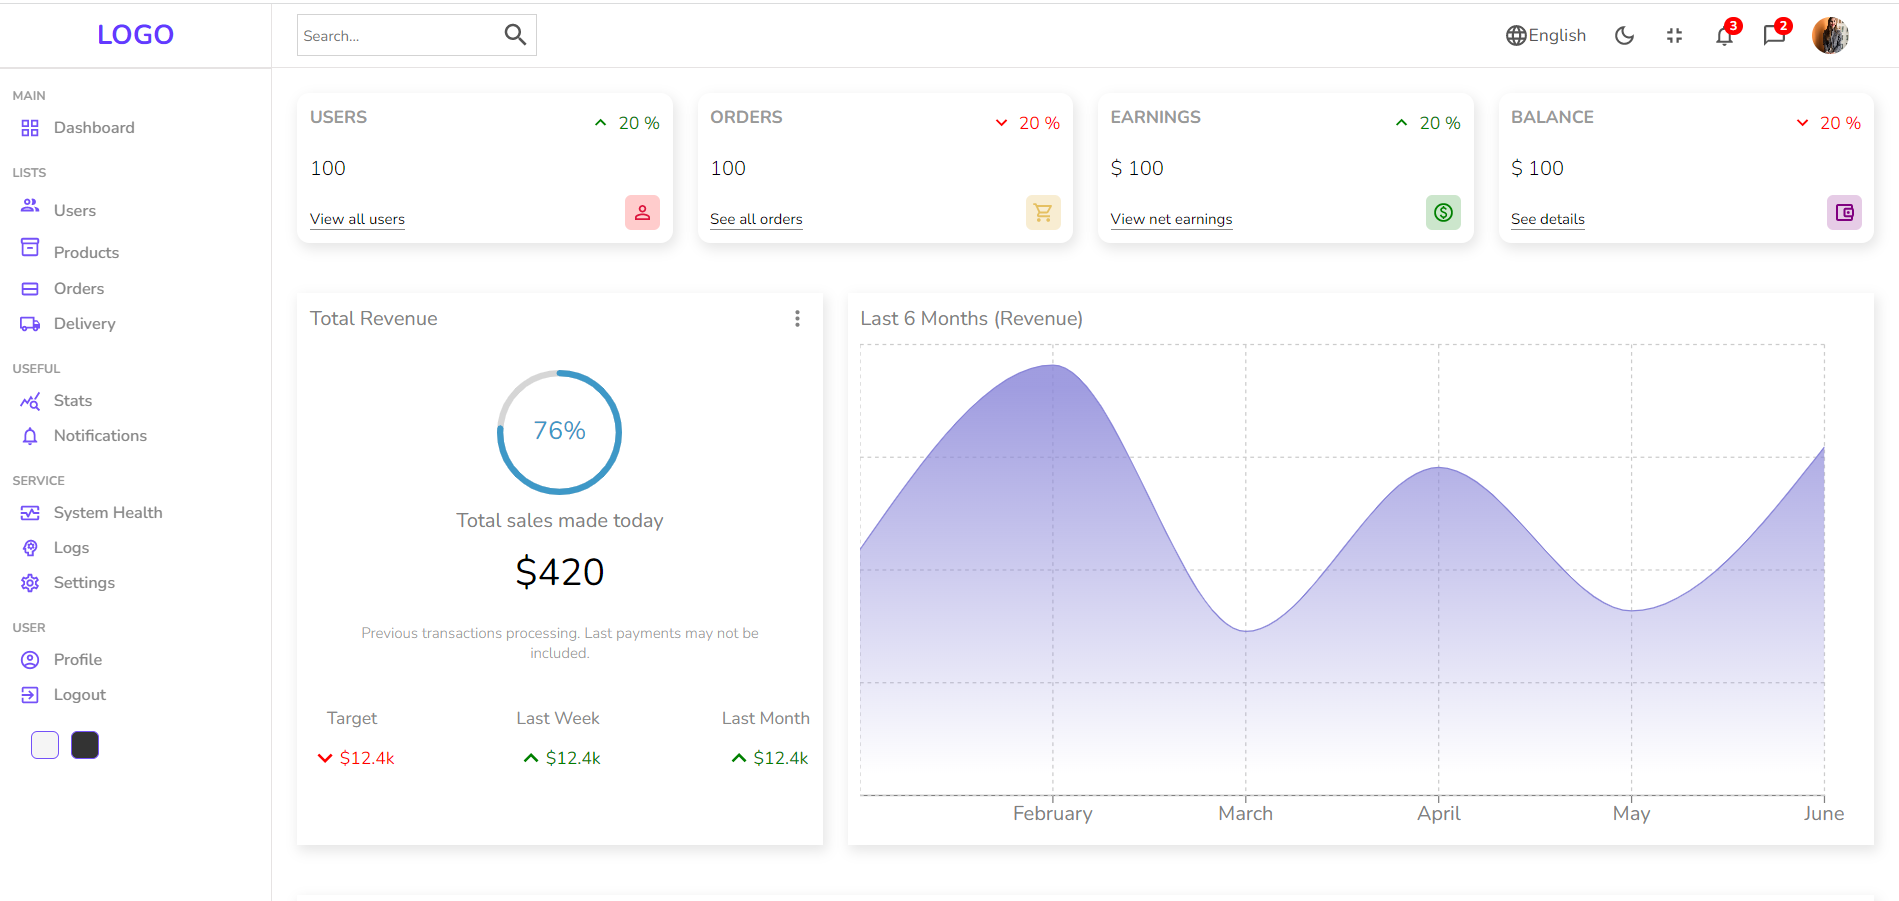 LOGO
Search...
English
3
2
MAIN
Dashboard
LISTS
Users
Products
Orders
Delivery
USEFUL
Stats
Notifications
SERVICE
System Health
Logs
Settings
USER
Profile
Logout
USERS
20 %
100
View all users
ORDERS
20 %
100
See all orders
EARNINGS
20 %
$ 100
View net earnings
BALANCE
20 %
$ 100
See details
Total Revenue
76%
Total sales made today
$420
Previous transactions processing. Last payments may not be
included.
Target
$12.4k
Last Week
$12.4k
Last Month
$12.4k
Last 6 Months (Revenue)
February
March
April
May
June